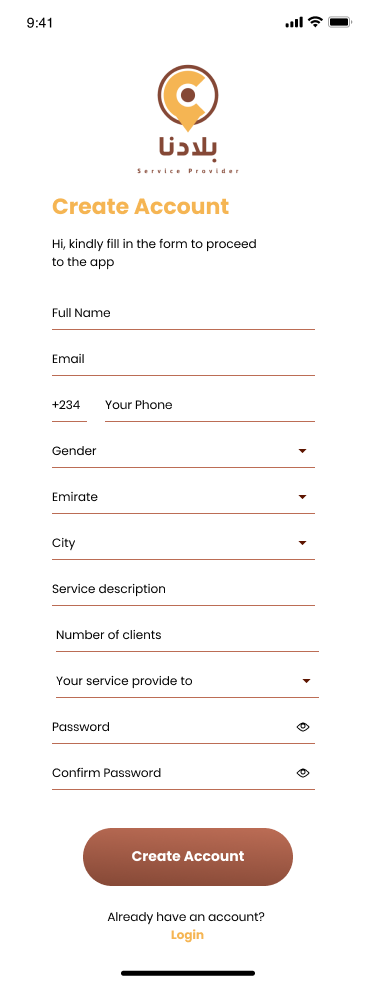 9:41
بلادنا
Service Provider
Create Account
Hi, kindly fill in the form to proceed
to the app
Full Name
Email
+234 Your Phone
Gender
Emirate
City
Service description
Number of clients
Your service provide to
Password
Confirm Password
Create Account
Already have an account?
Login